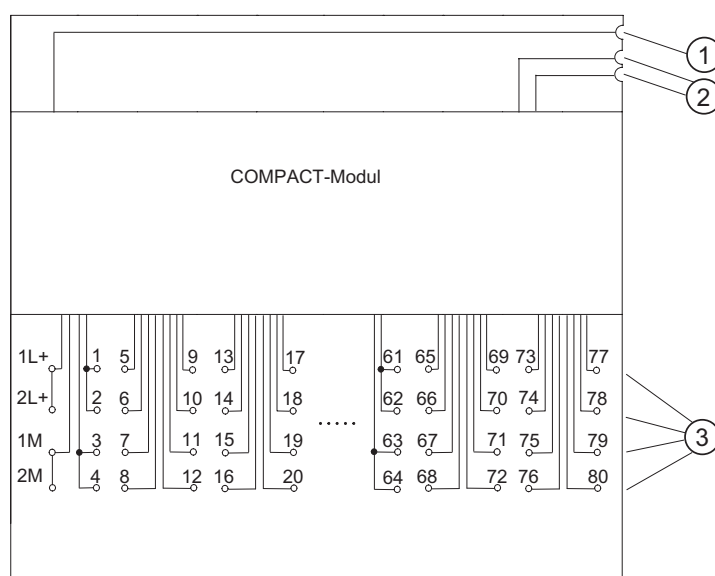 1
2
COMPACT-Modul
1L+ 1 5 9 13 17 61 65 69 73 77
2L+ 2 6 10 14 18 ..... 62 66 70 74 78
1M 3 7 11 15 19 63 67 71 75 79
2M 4 8 12 16 20 64 68 72 76 80
3